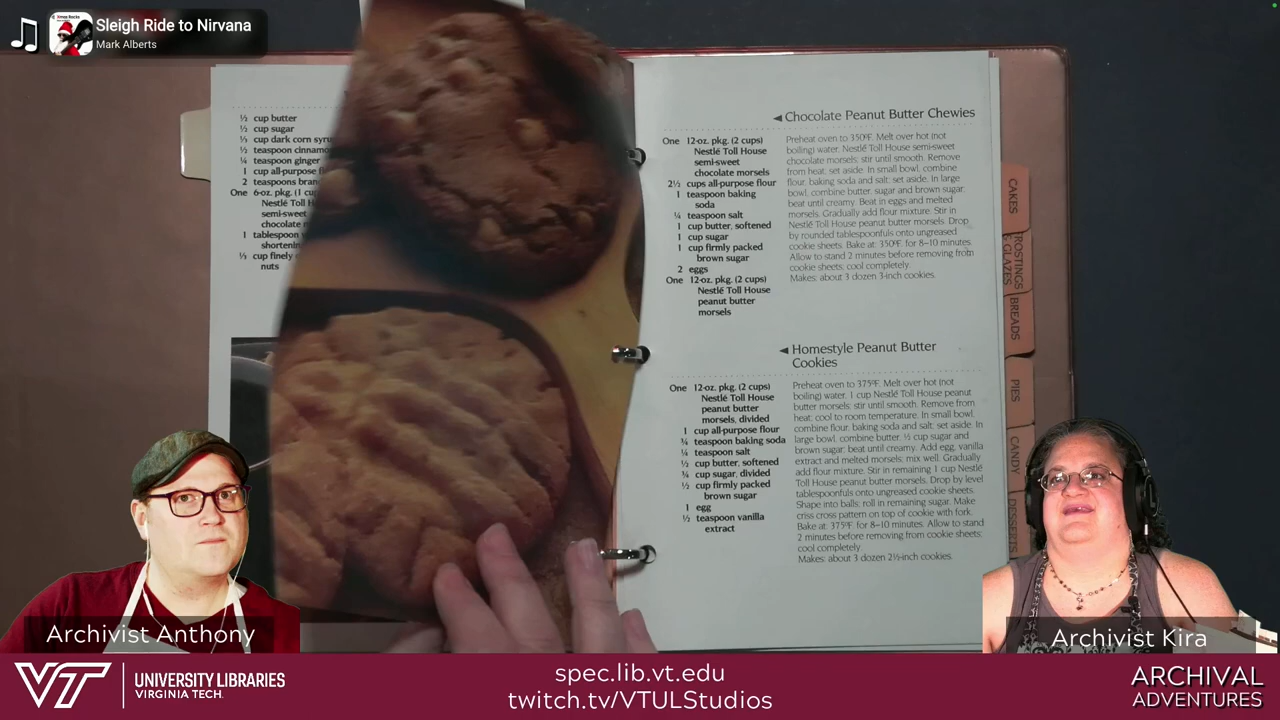 Sleigh Ride to Nirvana
Mark Alberts
½ cup butter
½ cup sugar
⅓ cup dark corn syru
½ teaspoon cinnamo
¼ teaspoon ginger
1 cup all-purpose f
2 teaspoons bran
One 6-oz. pkg. (1 cup
Nestlé Toll H
semi-sweet
chocolate
1 tablespoon
shortenin
⅓ cup finely
nuts
◄ Chocolate Peanut Butter Chewies
One 12-oz. pkg. (2 cups)
Nestlé Toll House
semi-sweet
chocolate morsels
2½ cups all-purpose flour
1 teaspoon baking
soda
¼ teaspoon salt
1 cup butter, softened
1 cup sugar
1 cup firmly packed
brown sugar
2 eggs
One 12-oz. pkg. (2 cups)
Nestlé Toll House
peanut butter
morsels
Preheat oven to 350°F. Melt over hot (not
boiling) water, Nestlé Toll House semi-sweet
chocolate morsels; stir until smooth. Remove
from heat; set aside. In small bowl, combine
flour, baking soda and salt; set aside. In large
bowl, combine butter, sugar and brown sugar;
beat until creamy. Beat in eggs and melted
morsels. Gradually add flour mixture. Stir in
Nestlé Toll House peanut butter morsels. Drop
by rounded tablespoonfuls onto ungreased
cookie sheets. Bake at: 350°F. for 8–10 minutes.
Allow to stand 2 minutes before removing from
cookie sheets; cool completely.
Makes: about 3 dozen 3-inch cookies.
◄ Homestyle Peanut Butter
Cookies
One 12-oz. pkg. (2 cups)
Nestlé Toll House
peanut butter
morsels, divided
1 cup all-purpose flour
¾ teaspoon baking soda
¼ teaspoon salt
½ cup butter, softened
¾ cup sugar, divided
½ cup firmly packed
brown sugar
1 egg
½ teaspoon vanilla
extract
Preheat oven to 375°F. Melt over hot (not
boiling) water, 1 cup Nestlé Toll House peanut
butter morsels; stir until smooth. Remove from
heat; cool to room temperature. In small bowl,
combine flour, baking soda and salt; set aside. In
large bowl, combine butter, ½ cup sugar and
brown sugar; beat until creamy. Add egg, vanilla
extract and melted morsels; mix well. Gradually
add flour mixture. Stir in remaining 1 cup Nestlé
Toll House peanut butter morsels. Drop by level
tablespoonfuls onto ungreased cookie sheets.
Shape into balls; roll in remaining sugar. Make
criss cross pattern on top of cookie with fork.
Bake at: 375°F. for 8–10 minutes. Allow to stand
2 minutes before removing from cookie sheets;
cool completely.
Makes: about 3 dozen 2½-inch cookies.
CAKES
FROSTINGS
& GLAZES
BREADS
PIES
CANDY
DESSERTS
Archivist Anthony
Archivist Kira
VT
UNIVERSITY LIBRARIES
VIRGINIA TECH.
spec.lib.vt.edu
twitch.tv/VTULStudios
ARCHIVAL
ADVENTURES